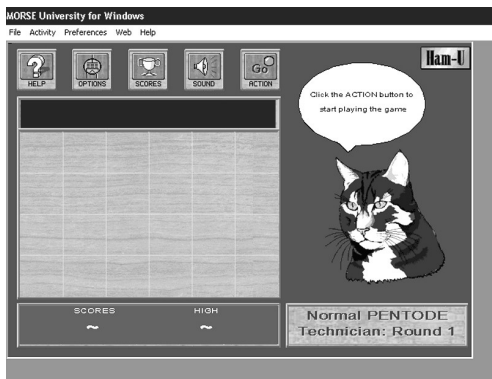 MORSE University for Windows
File Activity Preferences Web Help
HELP OPTIONS SCORES SOUND Go ACTION
Ham-U
Click the ACTION button to
start playing the game
SCORES HIGH
~ ~
Normal PENTODE
Technician: Round 1